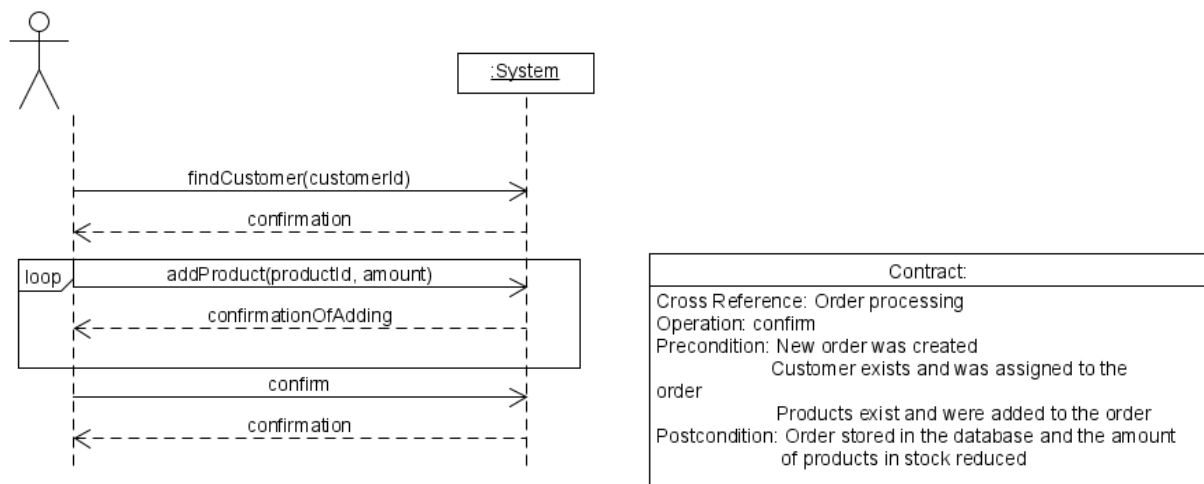 :System
findCustomer(customerId)
confirmation
loop
addProduct(productId, amount)
confirmationOfAdding
confirm
confirmation
Contract:
Cross Reference: Order processing
Operation: confirm
Precondition: New order was created
Customer exists and was assigned to the
order
Products exist and were added to the order
Postcondition: Order stored in the database and the amount
of products in stock reduced